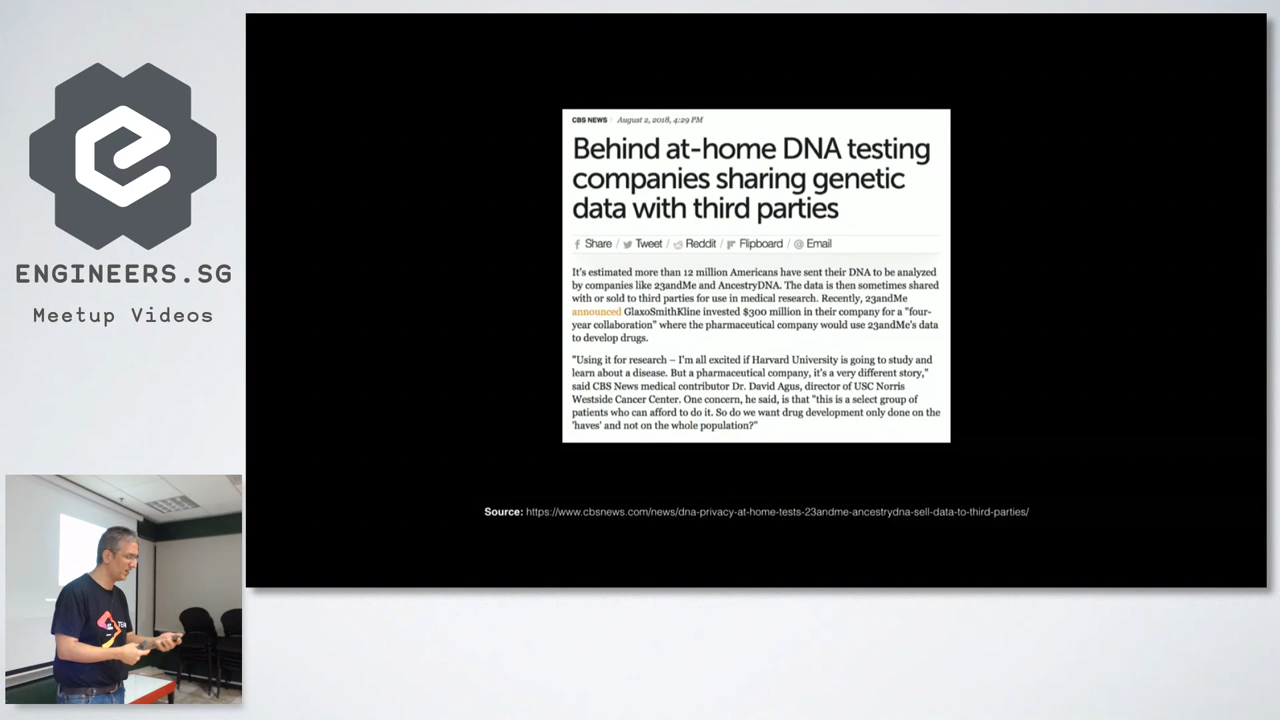 ENGINEERS.SG
Meetup Videos
CBS NEWS / August 2, 2018, 4:29 PM
Behind at-home DNA testing
companies sharing genetic
data with third parties
Share / Tweet / Reddit / Flipboard / @ Email
It's estimated more than 12 million Americans have sent their DNA to be analyzed
by companies like 23andMe and AncestryDNA. The data is then sometimes shared
with or sold to third parties for use in medical research. Recently, 23andMe
announced GlaxoSmithKline invested $300 million in their company for a "four-
year collaboration" where the pharmaceutical company would use 23andMe's data
to develop drugs.
"Using it for research – I'm all excited if Harvard University is going to study and
learn about a disease. But a pharmaceutical company, it's a very different story,"
said CBS News medical contributor Dr. David Agus, director of USC Norris
Westside Cancer Center. One concern, he said, is that "this is a select group of
patients who can afford to do it. So do we want drug development only done on the
'haves' and not on the whole population?"
Source: https://www.cbsnews.com/news/dna-privacy-at-home-tests-23andme-ancestrydna-sell-data-to-third-parties/